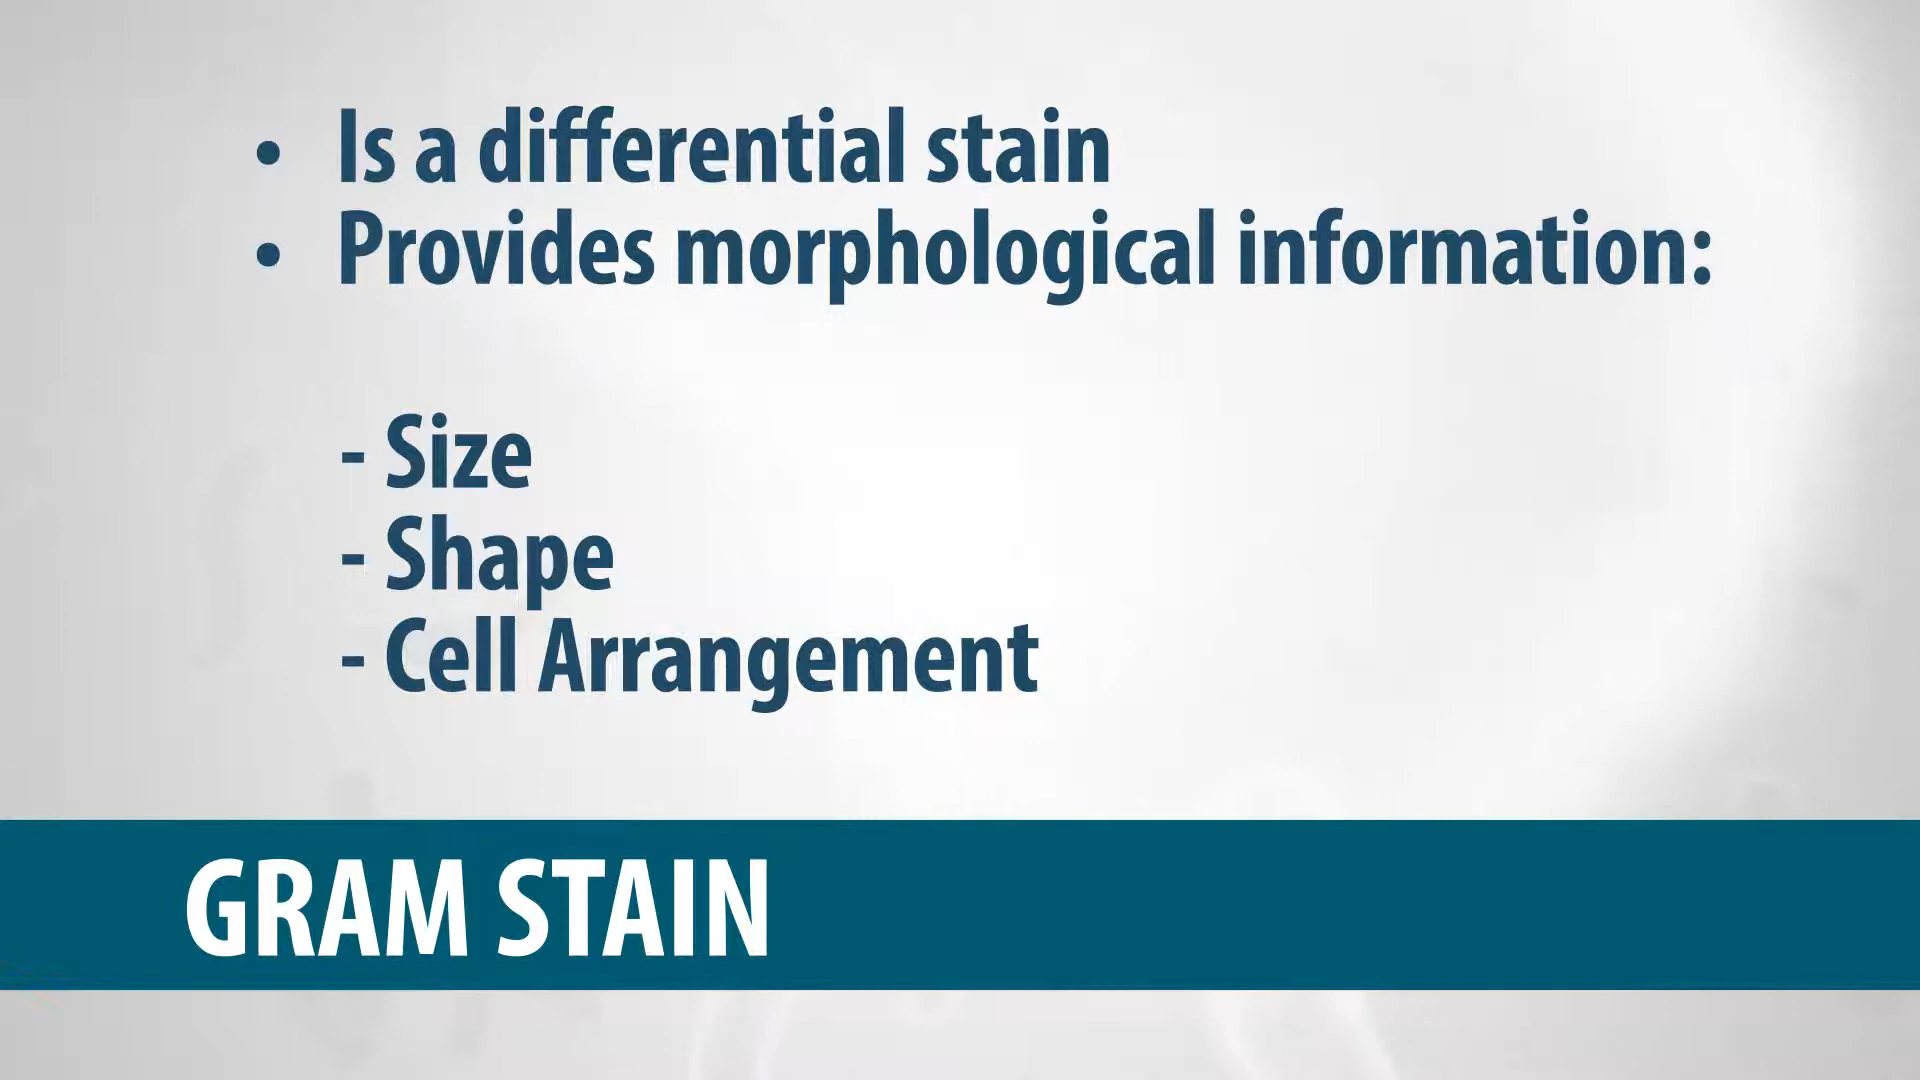 • Is a differential stain
• Provides morphological information:
- Size
- Shape
- Cell Arrangement
GRAM STAIN